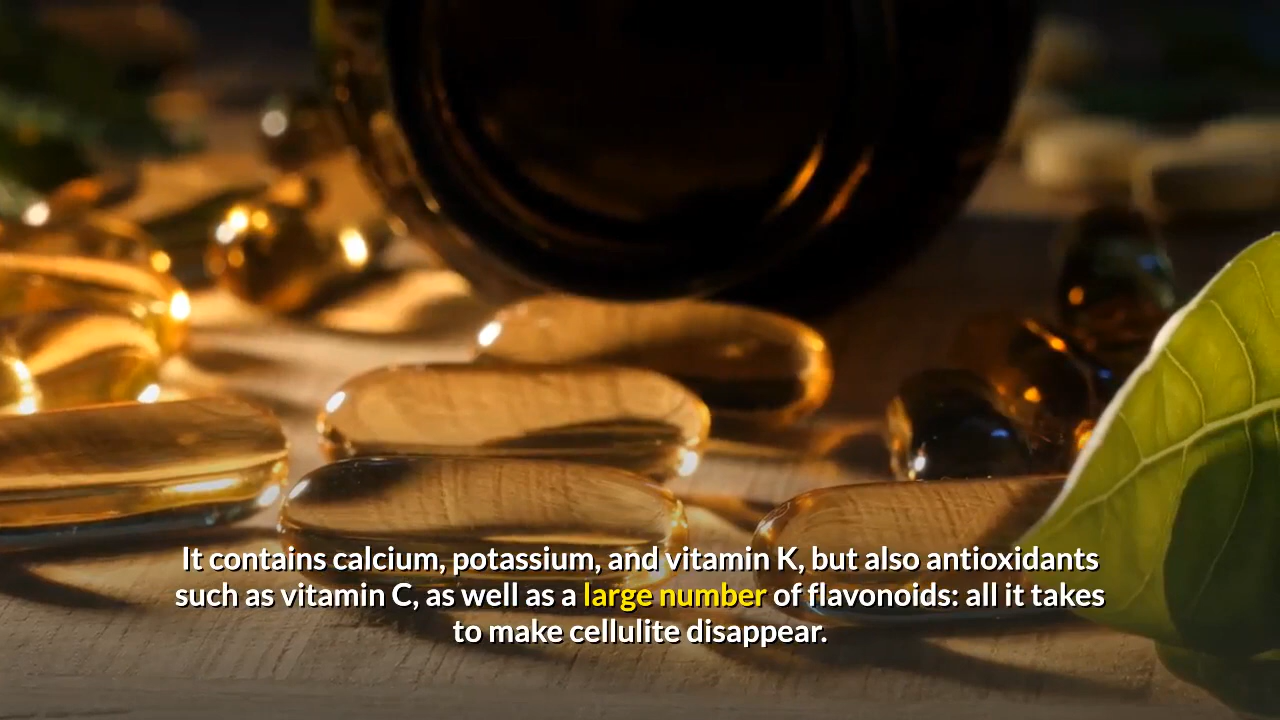 It contains calcium, potassium, and vitamin K, but also antioxidants
such as vitamin C, as well as a large number of flavonoids: all it takes
to make cellulite disappear.